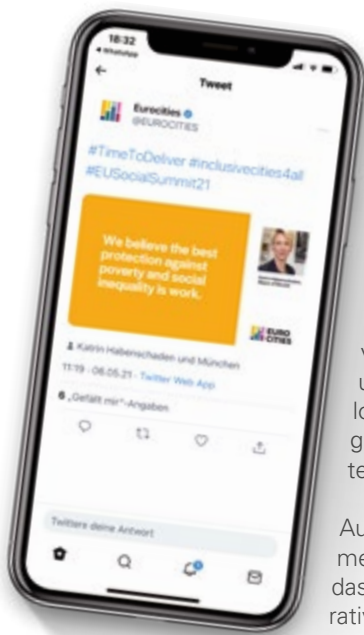 18:32
WhatsApp
Tweet
Eurocities
@EUROCITIES
#TimeToDeliver #inclusivecities4all
#EUSocialSummit21
We believe the best
protection against
poverty and social
inequality is work.
EURO
CITIES
Katrin Habenschaden und München
11:19 · 06.05.21 · Twitter Web App
6 „Gefällt mir“-Angaben
Twittere deine Antwort
v
u
lo
g
te
Au
me
das
rativ